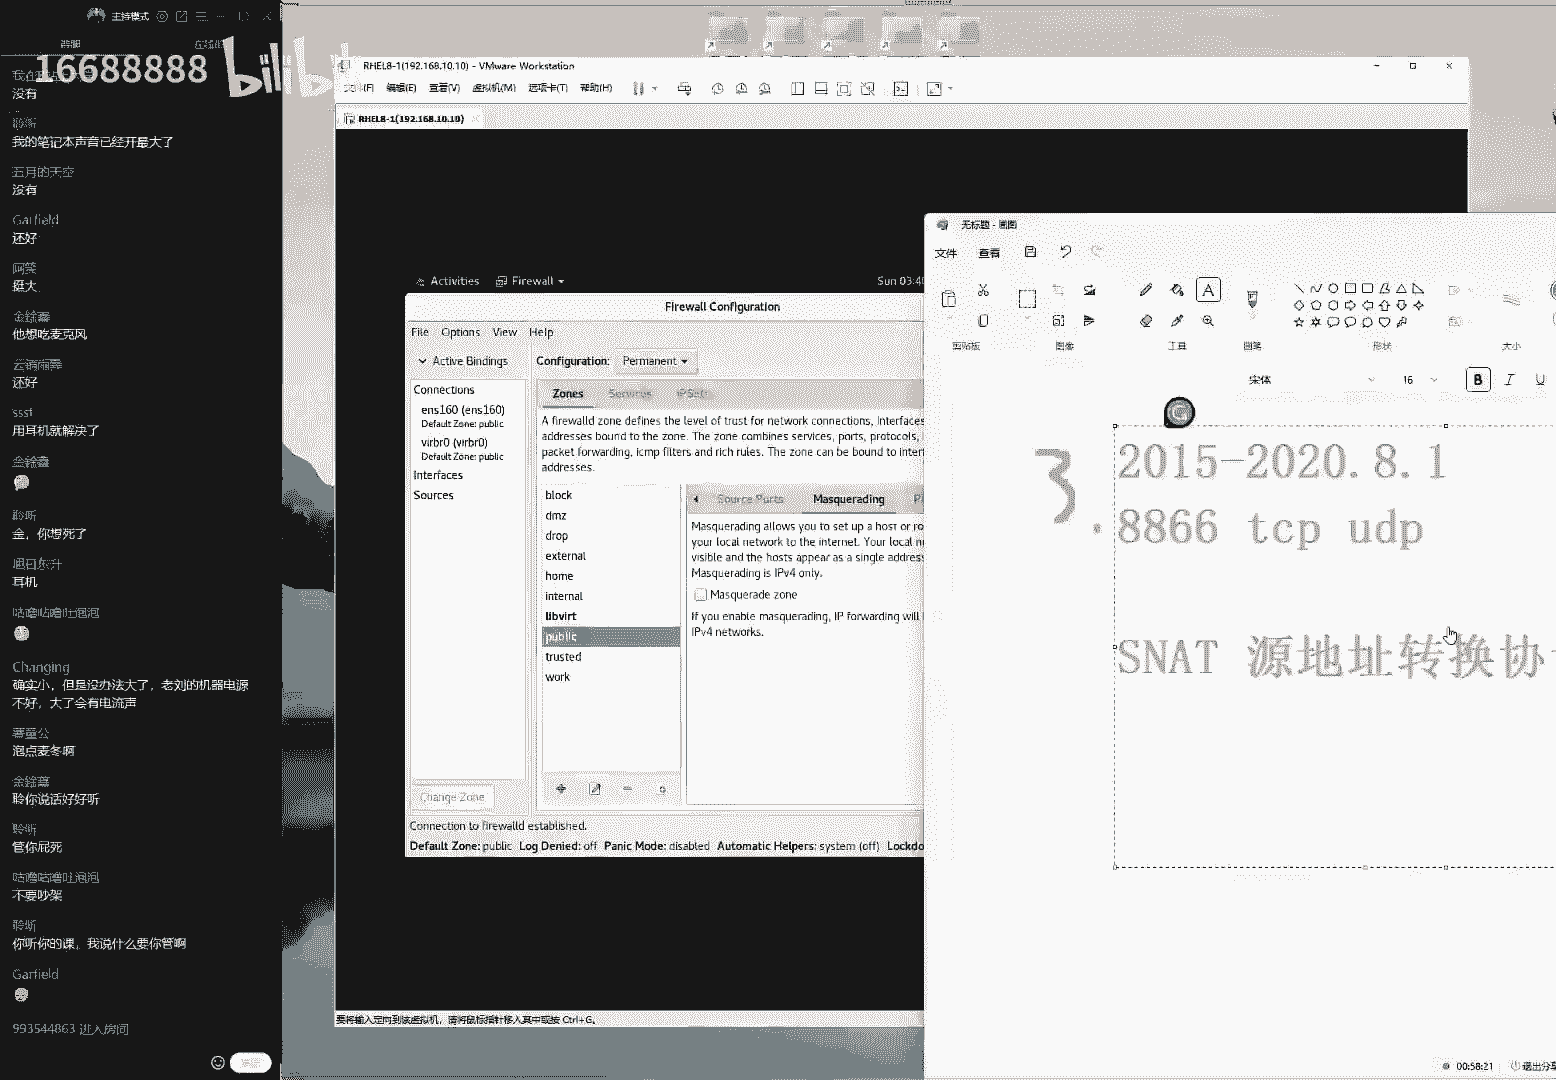 主持模式
16688888 bilibili
没有
聆听
我的笔记本声音已经开最大了
五月的天空
没有
Garfield
还好
阿笑
挺大
他想吃麦克风
还好
ssst
用耳机就解决了
聆听
金，你想死了
旭日东升
耳机
咕噜咕噜吐泡泡
Changing
确实小，但是没办法大了，老刘的机器电源
不好，大了会有电流声
泡点麦冬啊
聆你说话好好听
聆听
管你屁死
咕噜咕噜吐泡泡
不要吵架
聆听
你听你的课，我说什么要你管啊
Garfield
993544863 进入房间
RHEL8-1(192.168.10.10) - VMware Workstation
文件(F) 编辑(E) 查看(V) 虚拟机(M) 选项卡(T) 帮助(H)
RHEL8-1(192.168.10.10)
Activities Firewall Sun 03:4
Firewall Configuration
File Options View Help
Active Bindings Configuration: Permanent
Connections
ens160 (ens160)
Default Zone: public
virbr0 (virbr0)
Default Zone: public
Interfaces
Sources
Change Zone
Zones Services IPSets
A firewalld zone defines the level of trust for network connections, interfaces
addresses bound to the zone. The zone combines services, ports, protocols,
packet forwarding, icmp filters and rich rules. The zone can be bound to inter
addresses.
block
dmz
drop
external
home
internal
libvirt
public
trusted
work
Source Ports Masquerading
Masquerading allows you to set up a host or ro
your local network to the internet. Your local n
visible and the hosts appear as a single address
Masquerading is IPv4 only.
Masquerade zone
If you enable masquerading, IP forwarding will
IPv4 networks.
Connection to firewalld established.
Default Zone: public Log Denied: off Panic Mode: disabled Automatic Helpers: system (off) Lockdo
要将输入定向到该虚拟机，请将鼠标指针移入其中或按 Ctrl+G。
无标题 - 画图
文件 查看
剪贴板 图像 工具 画笔 形状 大小
宋体 16 B I U
3. 2015-2020.8.1
8866 tcp udp
SNAT 源地址转换协
00:58:21 退出分享